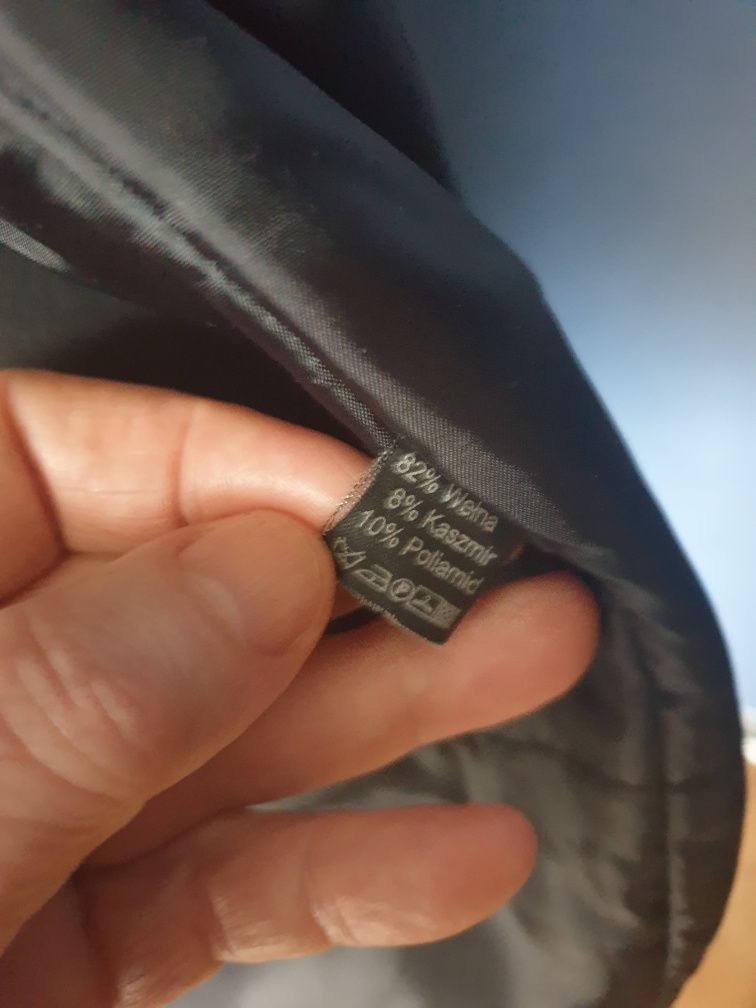 82% Wełna
8% Kaszmir
10% Poliamid